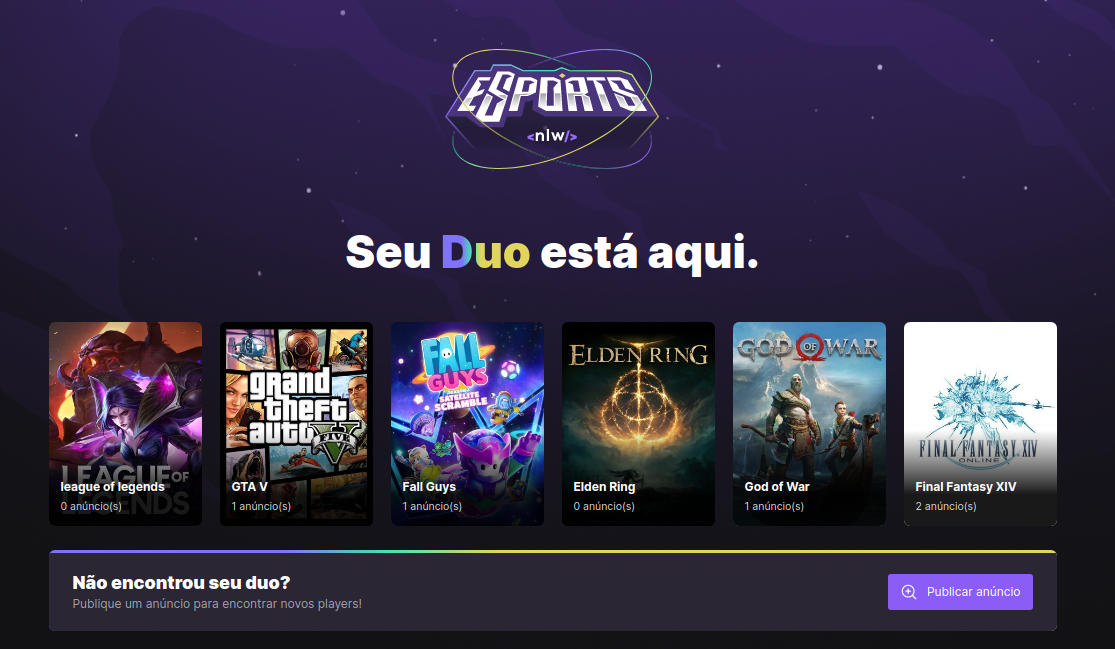 ESPORTS
<nlw/>
Seu Duo está aqui.
LEAGUE OF
LEGENDS
league of legends
0 anúncio(s)
grand
theft
auto V
FIVE
GTA V
1 anúncio(s)
FALL
GUYS
SATELLITE
SCRAMBLE
Fall Guys
1 anúncio(s)
ELDEN RING
Elden Ring
0 anúncio(s)
GOD OF WAR
God of War
1 anúncio(s)
FINAL FANTASY XIV
ONLINE
Final Fantasy XIV
2 anúncio(s)
Não encontrou seu duo?
Publique um anúncio para encontrar novos players!
Publicar anúncio